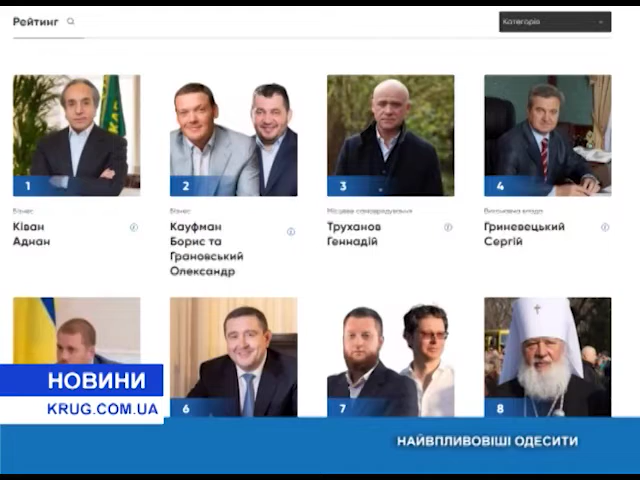 Рейтинг
Категорія
1
2
3
4
Бізнес
Бізнес
Місцеве самоврядування
Виконавча влада
Ківан
Аднан
Кауфман
Борис та
Грановський
Олександр
Труханов
Геннадій
Гриневецький
Сергій
6
7
8
НОВИНИ
KRUG.COM.UA
НАЙВПЛИВОВІШІ ОДЕСИТИ